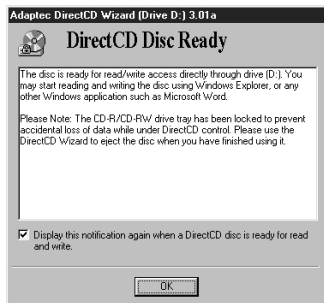 Adaptec DirectCD Wizard (Drive D:) 3.01a
DirectCD Disc Ready
The disc is ready for read/write access directly through drive (D:). You
may start reading and writing the disc using Windows Explorer, or any
other Windows application such as Microsoft Word.
Please Note: The CD-R/CD-RW drive tray has been locked to prevent
accidental loss of data while under DirectCD control. Please use the
DirectCD Wizard to eject the disc when you have finished using it.
Display this notification again when a DirectCD disc is ready for read
and write.
OK